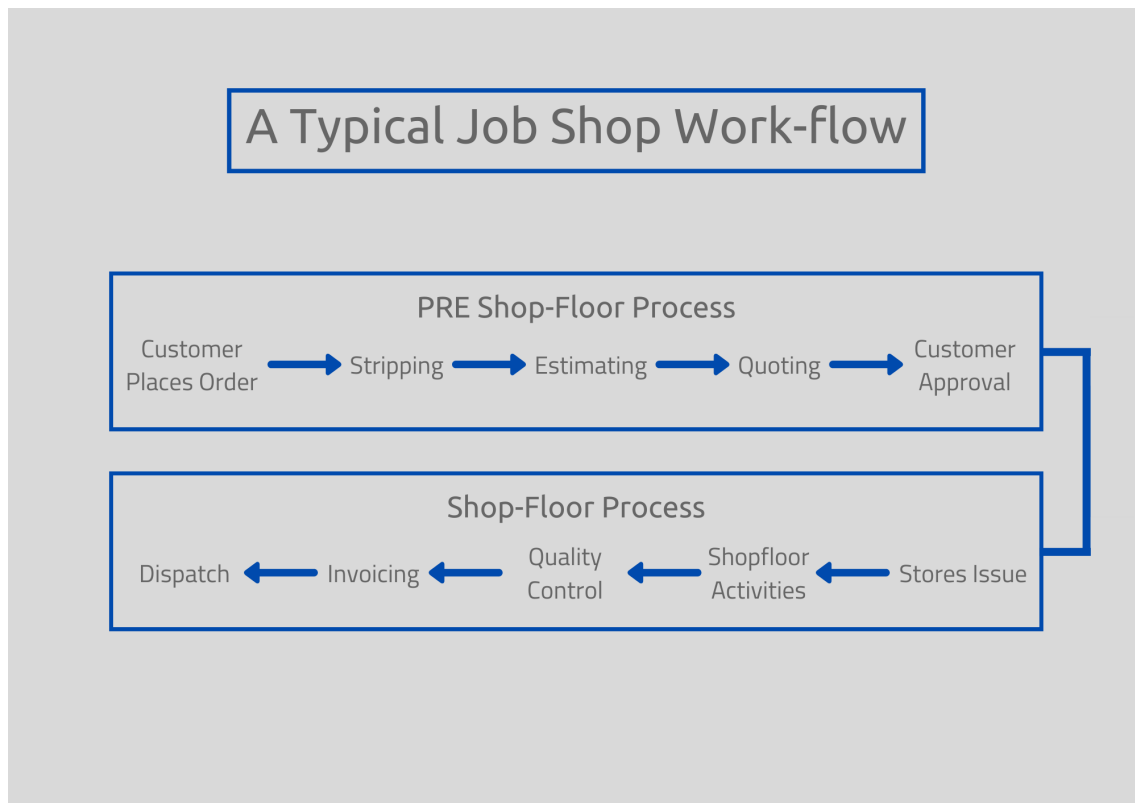 A Typical Job Shop Work-flow
PRE Shop-Floor Process
Customer
Places Order
Stripping
Estimating
Quoting
Customer
Approval
Shop-Floor Process
Dispatch
Invoicing
Quality
Control
Shopfloor
Activities
Stores Issue